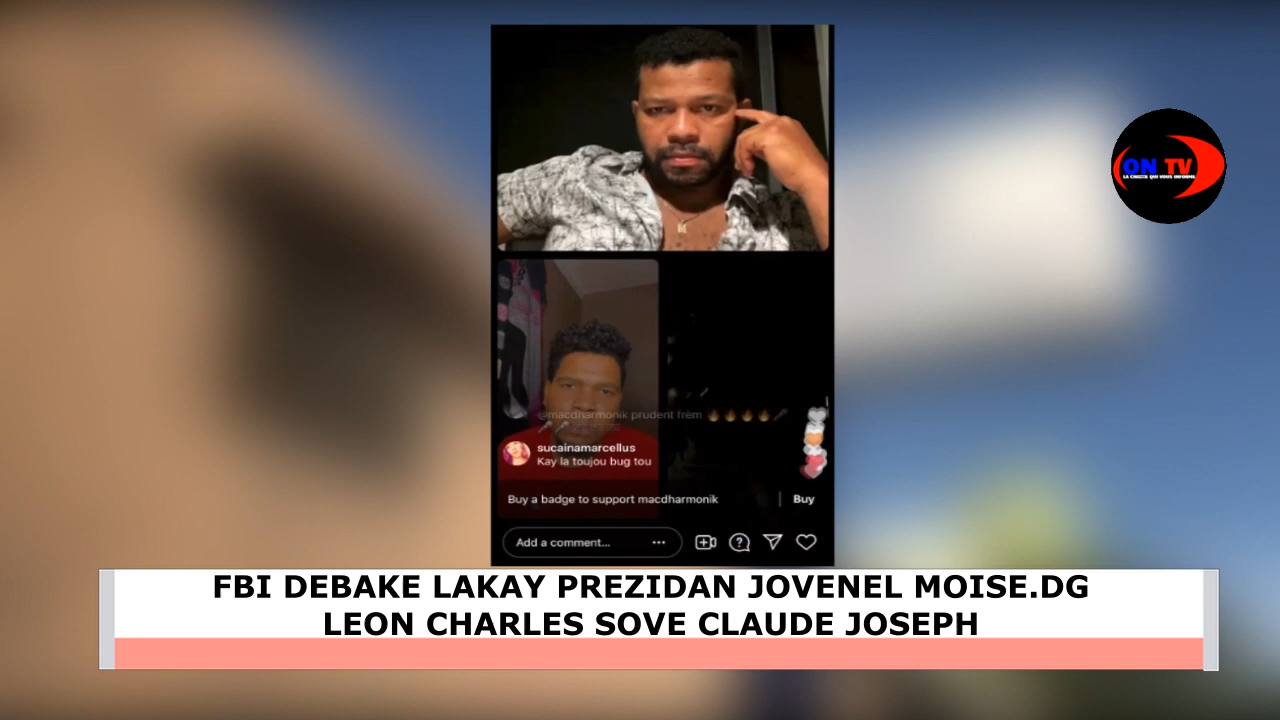 ON TV
@macdharmonik prudent frèm 🔥🔥🔥🔥🎤
sucainamarcellus
Kay la toujou bug tou
Buy a badge to support macdharmonik
Buy
Add a comment...
FBI DEBAKE LAKAY PREZIDAN JOVENEL MOISE.DG
LEON CHARLES SOVE CLAUDE JOSEPH